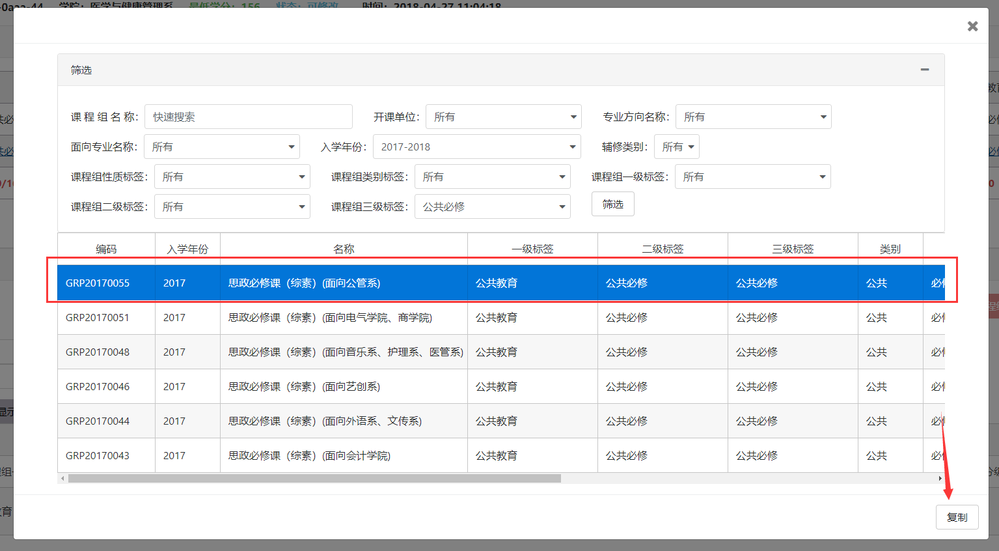 -0aaa-44 学院：医学与健康管理系 最低学分：156 状态：可修改 时间：2018-04-27 11:04:18
筛选
课 程 组 名 称： 快速搜索 开课单位： 所有 专业方向名称： 所有
面向专业名称： 所有 入学年份： 2017-2018 辅修类别： 所有
课程组性质标签： 所有 课程组类别标签： 所有 课程组一级标签： 所有
课程组二级标签： 所有 课程组三级标签： 公共必修 筛选
编码 入学年份 名称 一级标签 二级标签 三级标签 类别
GRP20170055 2017 思政必修课（综素）(面向公管系) 公共教育 公共必修 公共必修 公共 必修
GRP20170051 2017 思政必修课（综素）(面向电气学院、商学院) 公共教育 公共必修 公共必修 公共 必修
GRP20170048 2017 思政必修课（综素）(面向音乐系、护理系、医管系) 公共教育 公共必修 公共必修 公共 必修
GRP20170046 2017 思政必修课（综素）(面向艺创系) 公共教育 公共必修 公共必修 公共 必修
GRP20170044 2017 思政必修课（综素）(面向外语系、文传系) 公共教育 公共必修 公共必修 公共 必修
GRP20170043 2017 思政必修课（综素）(面向会计学院) 公共教育 公共必修 公共必修 公共 必修
复制